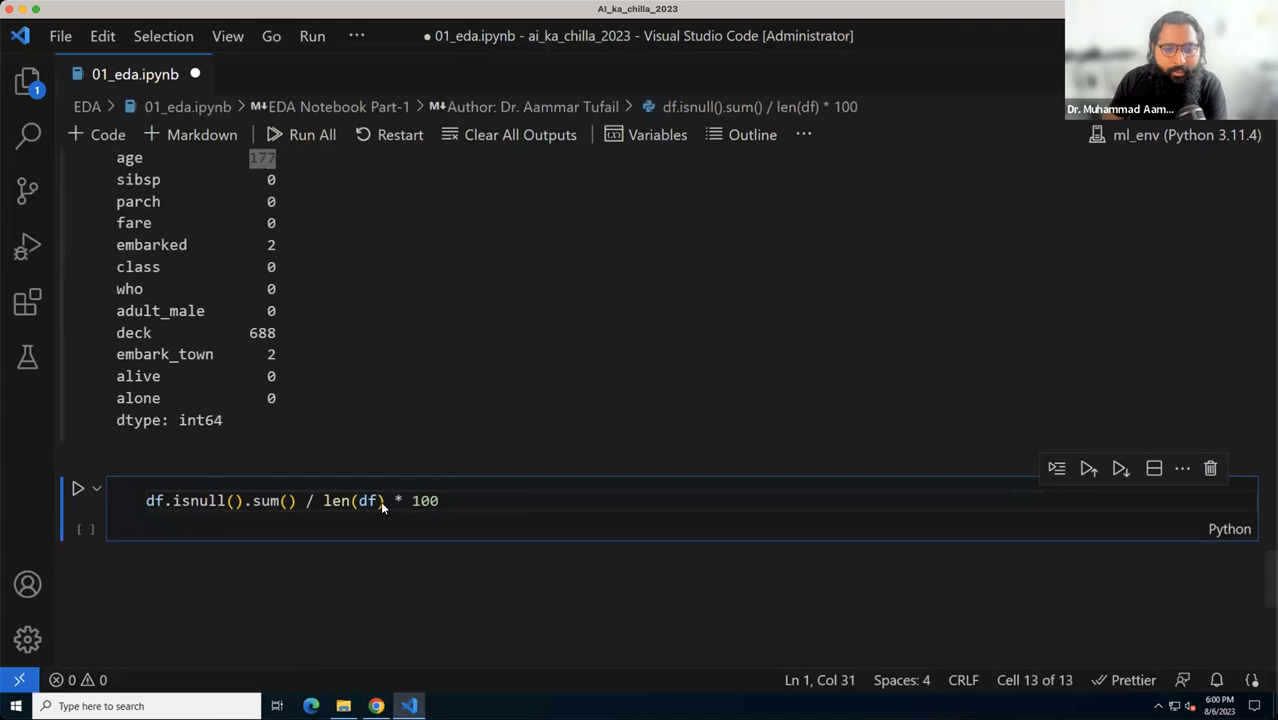 AI_ka_chilla_2023
File Edit Selection View Go Run ···
● 01_eda.ipynb - ai_ka_chilla_2023 - Visual Studio Code [Administrator]
01_eda.ipynb ●
EDA > 01_eda.ipynb > M↓EDA Notebook Part-1 > M↓Author: Dr. Aammar Tufail > df.isnull().sum() / len(df) * 100
+ Code + Markdown Run All Restart Clear All Outputs Variables Outline ··· ml_env (Python 3.11.4)
Dr. Muhammad Aam...
1
age 177
sibsp 0
parch 0
fare 0
embarked 2
class 0
who 0
adult_male 0
deck 688
embark_town 2
alive 0
alone 0
dtype: int64
df.isnull().sum() / len(df) * 100
[ ] Python
0 0 Ln 1, Col 31 Spaces: 4 CRLF Cell 13 of 13 Prettier
Type here to search
6:00 PM
8/6/2023